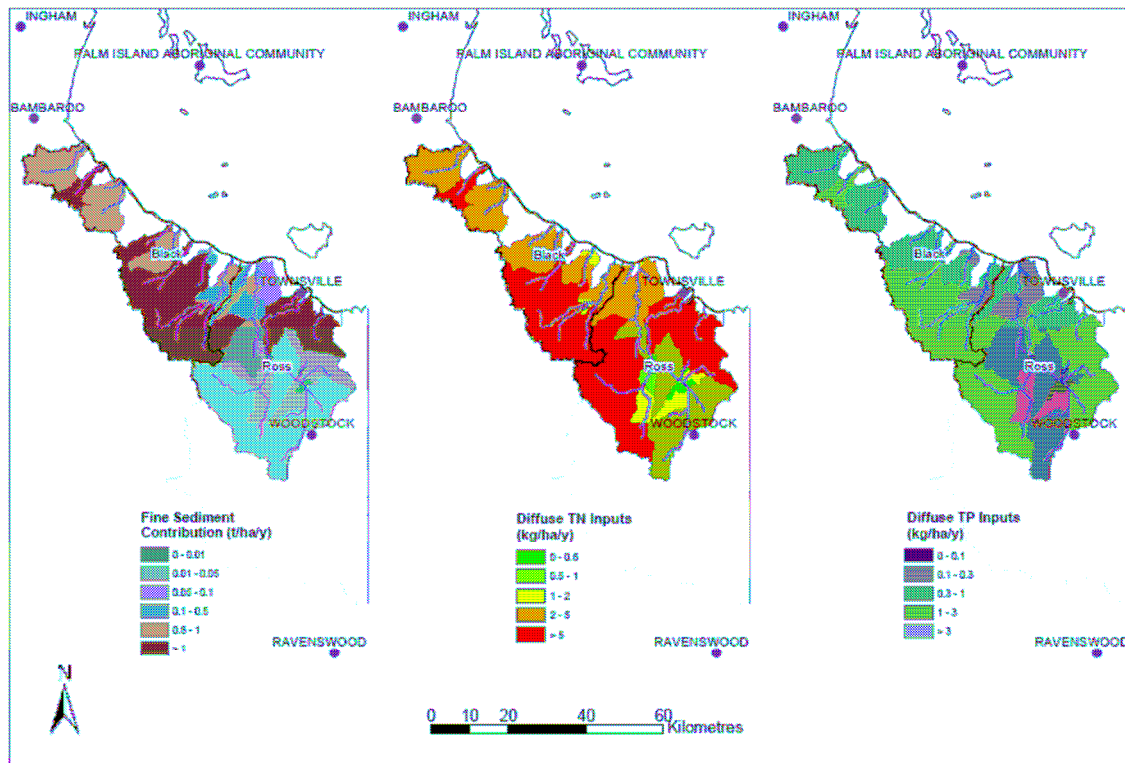 INGHAM
PALM ISLAND ABORIGINAL COMMUNITY
BAMBAROO
Black
TOWNSVILLE
Ross
WOODSTOCK
Fine Sediment
Contribution (t/ha/y)
0 - 0.01
0.01 - 0.05
0.05 - 0.1
0.1 - 0.5
0.5 - 1
> 1
RAVENSWOOD
INGHAM
PALM ISLAND ABORIGINAL COMMUNITY
BAMBAROO
Black
TOWNSVILLE
Ross
WOODSTOCK
Diffuse TN Inputs
(kg/ha/y)
0 - 0.5
0.5 - 1
1 - 2
2 - 5
> 5
RAVENSWOOD
INGHAM
PALM ISLAND ABORIGINAL COMMUNITY
BAMBAROO
Black
TOWNSVILLE
Ross
WOODSTOCK
Diffuse TP Inputs
(kg/ha/y)
0 - 0.1
0.1 - 0.3
0.3 - 1
1 - 3
> 3
RAVENSWOOD
N
0 10 20 40 60
Kilometres